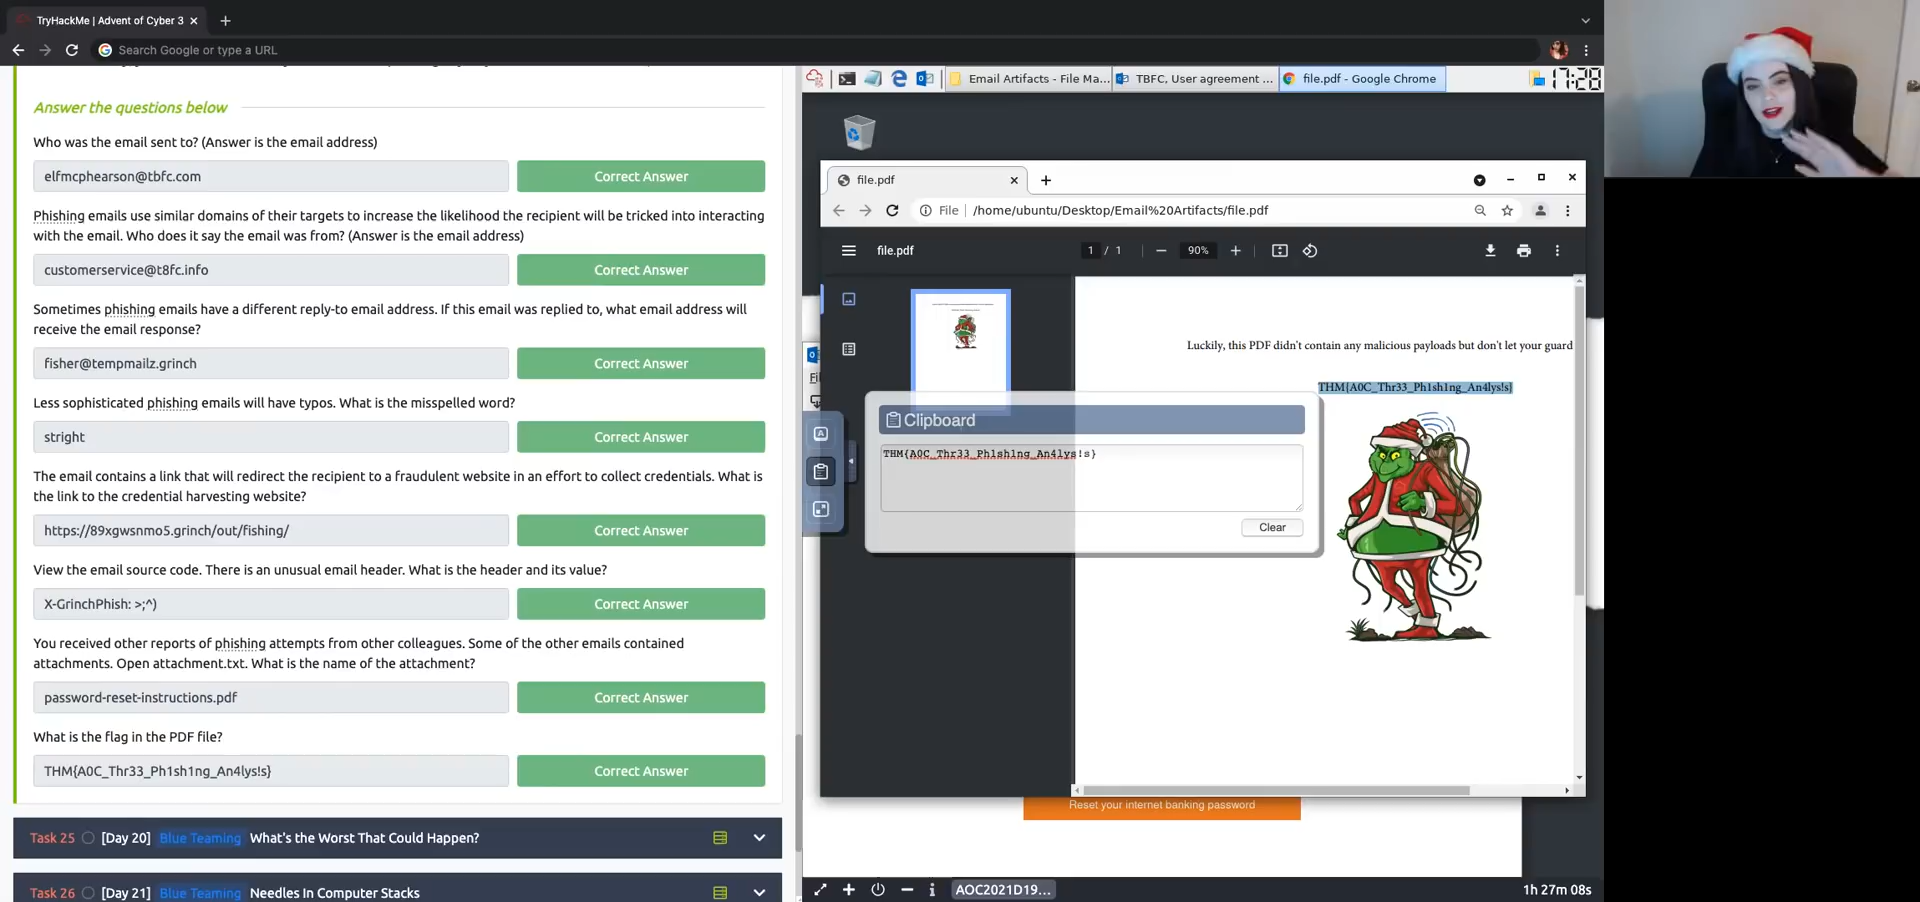 TryHackMe | Advent of Cyber 3
Search Google or type a URL
Answer the questions below
Who was the email sent to? (Answer is the email address)
elfmcphearson@tbfc.com
Correct Answer
Phishing emails use similar domains of their targets to increase the likelihood the recipient will be tricked into interacting
with the email. Who does it say the email was from? (Answer is the email address)
customerservice@t8fc.info
Correct Answer
Sometimes phishing emails have a different reply-to email address. If this email was replied to, what email address will
receive the email response?
fisher@tempmailz.grinch
Correct Answer
Less sophisticated phishing emails will have typos. What is the misspelled word?
stright
Correct Answer
The email contains a link that will redirect the recipient to a fraudulent website in an effort to collect credentials. What is
the link to the credential harvesting website?
https://89xgwsnmo5.grinch/out/fishing/
Correct Answer
View the email source code. There is an unusual email header. What is the header and its value?
X-GrinchPhish: >;^)
Correct Answer
You received other reports of phishing attempts from other colleagues. Some of the other emails contained
attachments. Open attachment.txt. What is the name of the attachment?
password-reset-instructions.pdf
Correct Answer
What is the flag in the PDF file?
THM{A0C_Thr33_Ph1sh1ng_An4lys!s}
Correct Answer
Task 25 [Day 20] Blue Teaming What's the Worst That Could Happen?
Task 26 [Day 21] Blue Teaming Needles In Computer Stacks
Email Artifacts - File Ma...
TBFC, User agreement ...
file.pdf - Google Chrome
17:28
file.pdf
File | /home/ubuntu/Desktop/Email%20Artifacts/file.pdf
file.pdf
1 / 1
90%
Luckily, this PDF didn't contain any malicious payloads but don't let your guard
THM{A0C_Thr33_Ph1sh1ng_An4lys!s}
Fil
Clipboard
THM{A0C_Thr33_Ph1sh1ng_An4lys!s}
Clear
Reset your internet banking password
AOC2021D19...
1h 27m 08s